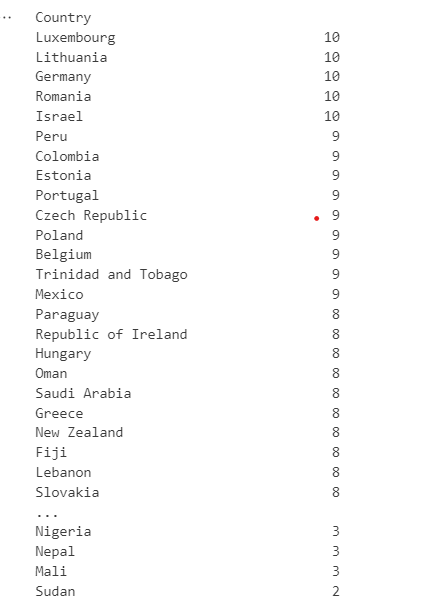 ··
Country
Luxembourg 10
Lithuania 10
Germany 10
Romania 10
Israel 10
Peru 9
Colombia 9
Estonia 9
Portugal 9
Czech Republic 9
Poland 9
Belgium 9
Trinidad and Tobago 9
Mexico 9
Paraguay 8
Republic of Ireland 8
Hungary 8
Oman 8
Saudi Arabia 8
Greece 8
New Zealand 8
Fiji 8
Lebanon 8
Slovakia 8
...
Nigeria 3
Nepal 3
Mali 3
Sudan 2